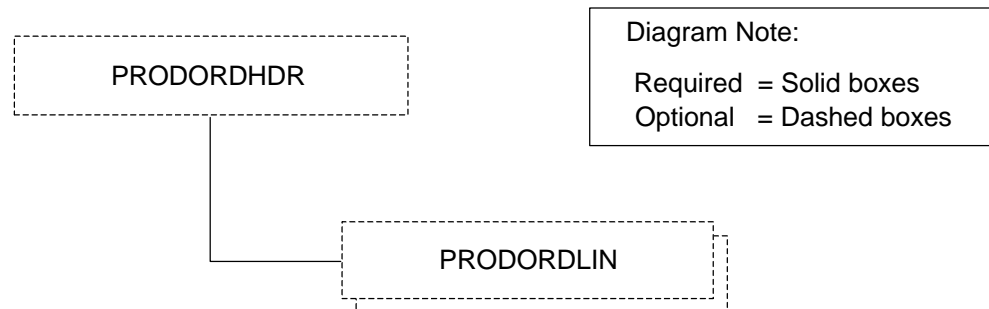 Diagram Note:
PRODORDHDR
Required = Solid boxes
Optional = Dashed boxes
PRODORDLIN